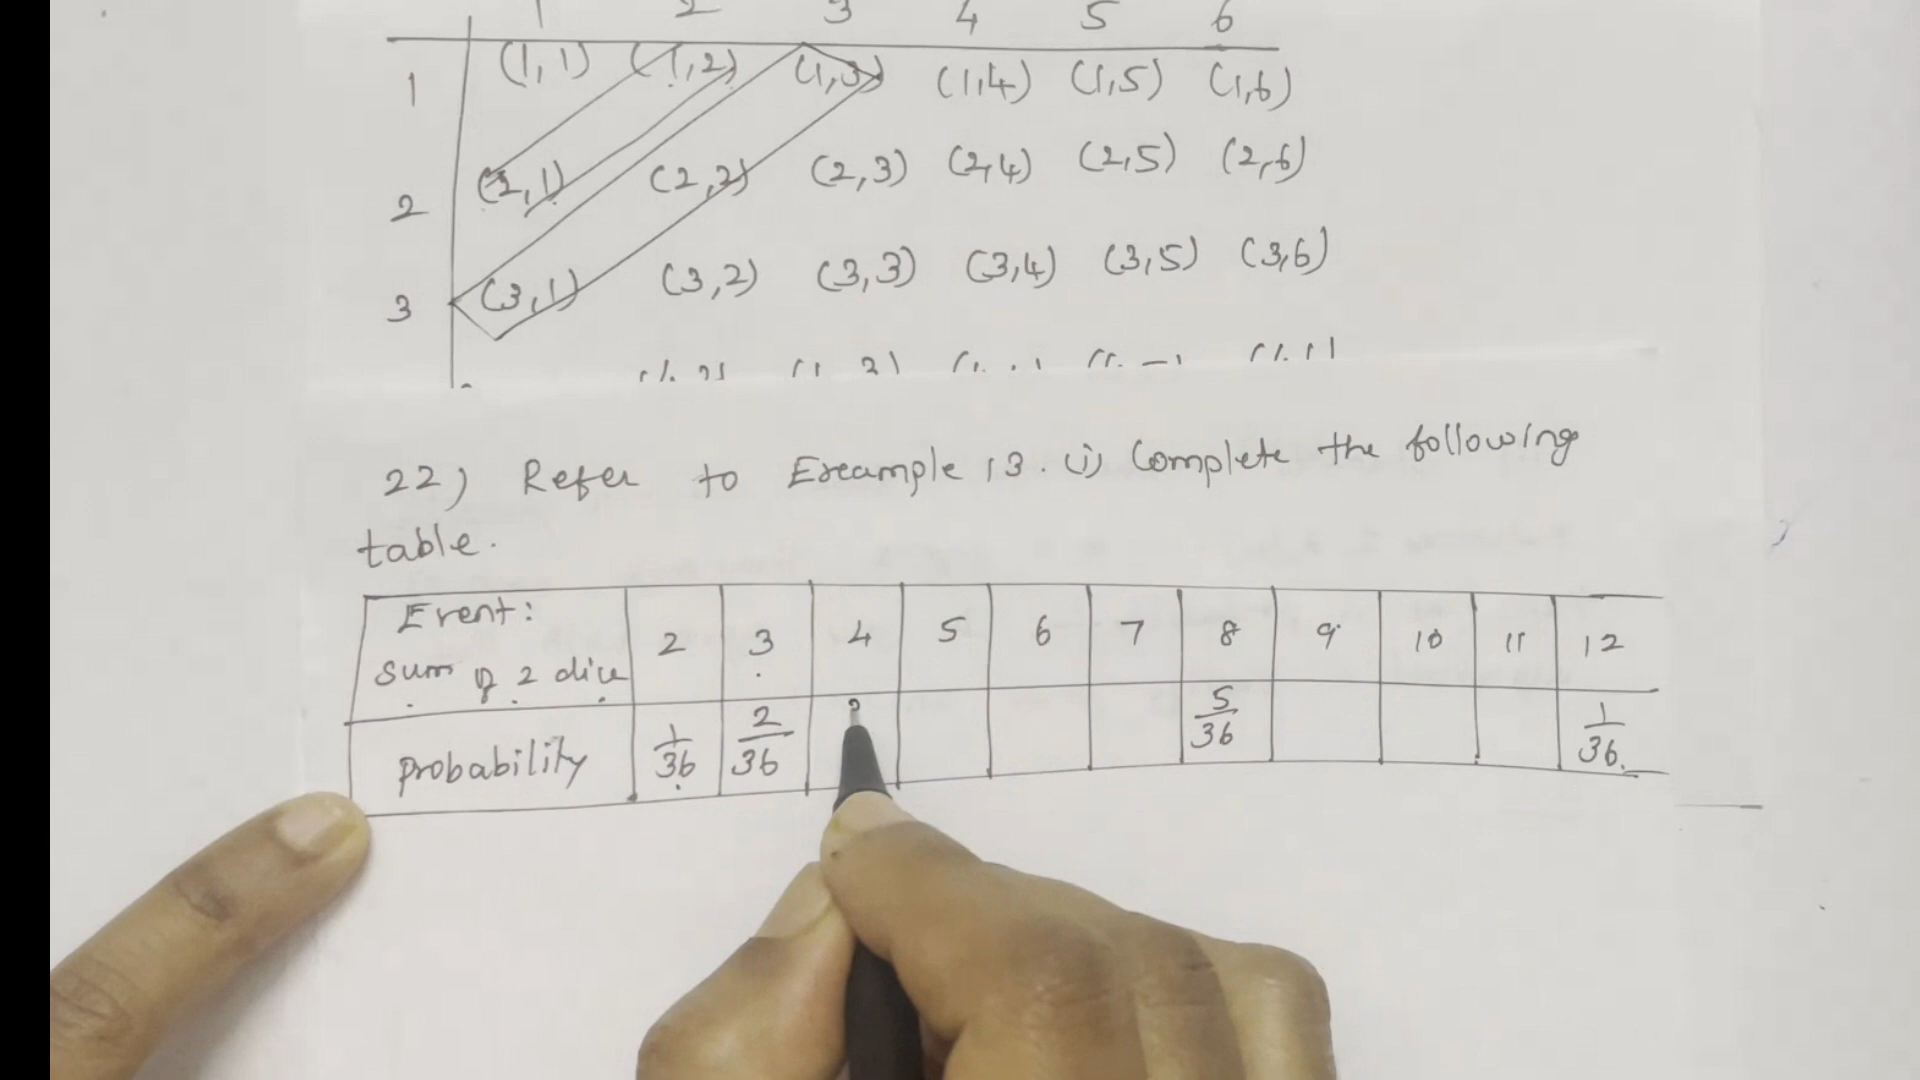 1 2 3 4 5 6
1 (1,1) (1,2) (1,3) (1,4) (1,5) (1,6)
2 (2,1) (2,2) (2,3) (2,4) (2,5) (2,6)
3 (3,1) (3,2) (3,3) (3,4) (3,5) (3,6)
22) Refer to Example 13. (i) Complete the following
table.
Event:
sum of 2 dice 2 3 4 5 6 7 8 9 10 11 12
probability 1/36 2/36 5/36 1/36